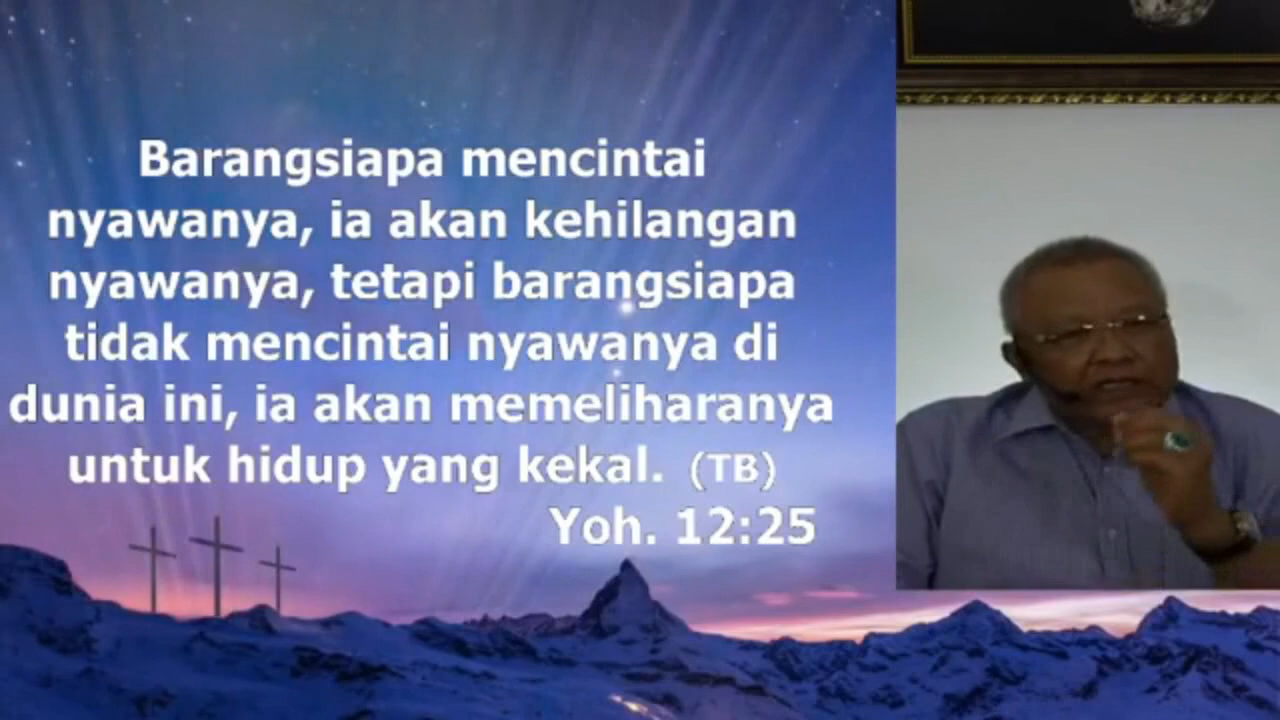 Barangsiapa mencintai
nyawanya, ia akan kehilangan
nyawanya, tetapi barangsiapa
tidak mencintai nyawanya di
dunia ini, ia akan memeliharanya
untuk hidup yang kekal. (TB)
Yoh. 12:25